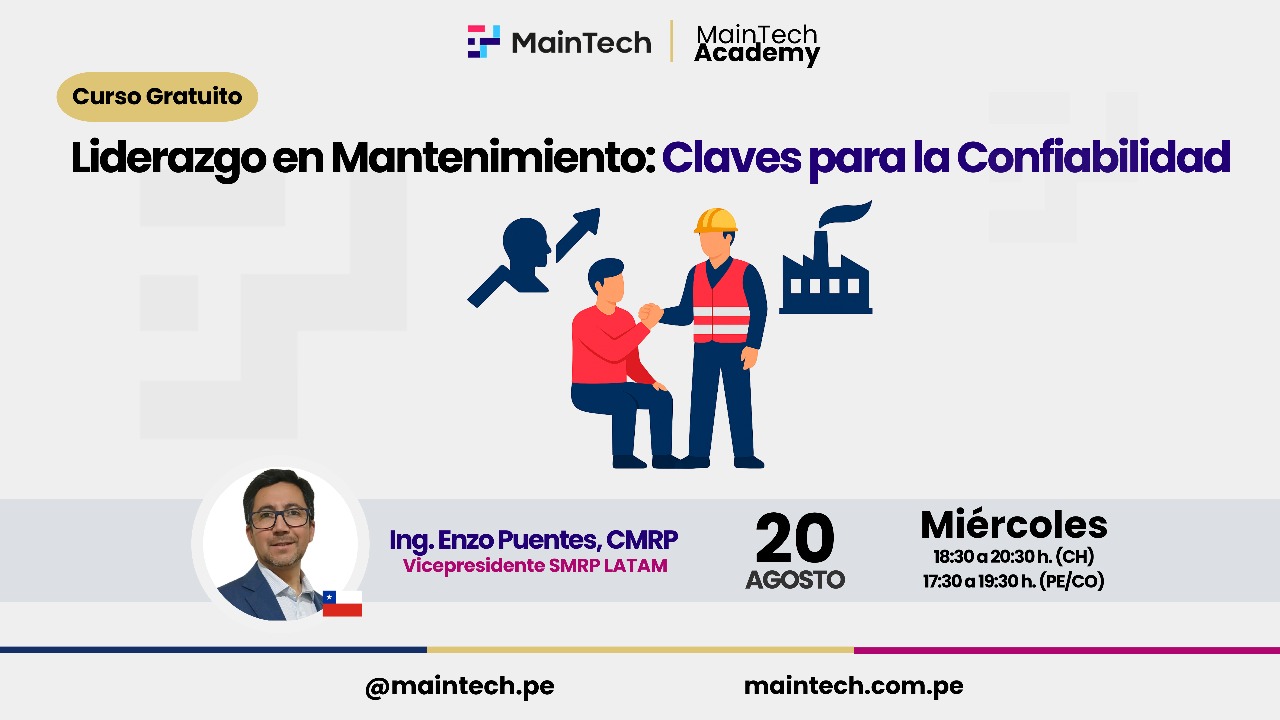 MainTech
MainTech
Academy
Curso Gratuito
Liderazgo en Mantenimiento: Claves para la Confiabilidad
Ing. Enzo Puentes, CMRP
Vicepresidente SMRP LATAM
20
AGOSTO
Miércoles
18:30 a 20:30 h. (CH)
17:30 a 19:30 h. (PE/CO)
@maintech.pe
maintech.com.pe